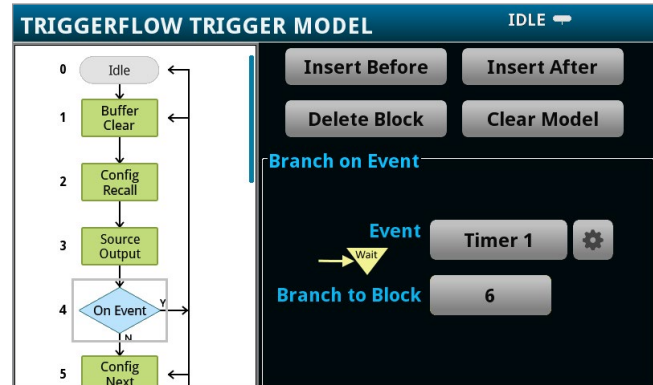 TRIGGERFLOW TRIGGER MODEL
IDLE
0
Idle
1
Buffer
Clear
2
Config
Recall
3
Source
Output
4
On Event
Y
N
5
Config
Next
Insert Before
Insert After
Delete Block
Clear Model
Branch on Event
Event
Timer 1
Wait
Branch to Block
6